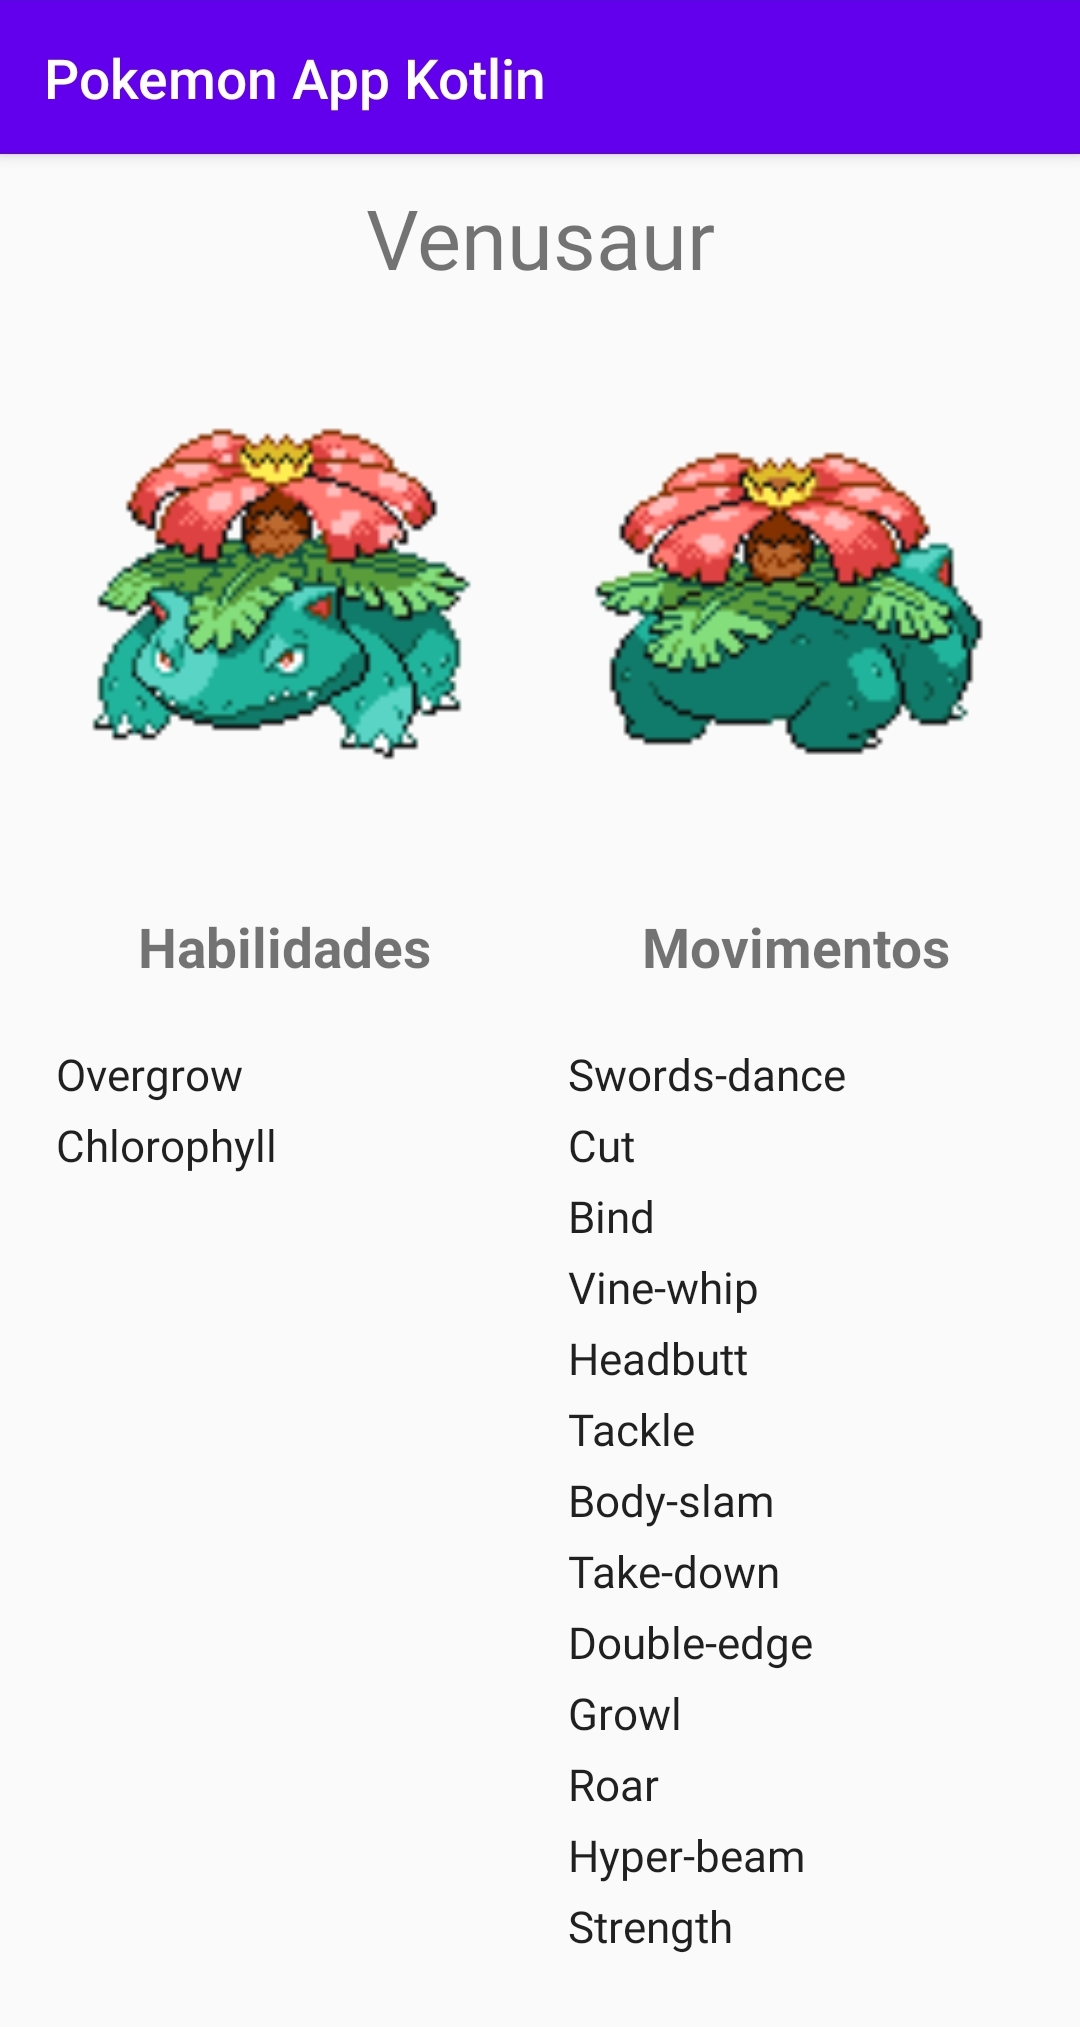 Pokemon App Kotlin
Venusaur
Habilidades
Overgrow
Chlorophyll
Movimentos
Swords-dance
Cut
Bind
Vine-whip
Headbutt
Tackle
Body-slam
Take-down
Double-edge
Growl
Roar
Hyper-beam
Strength